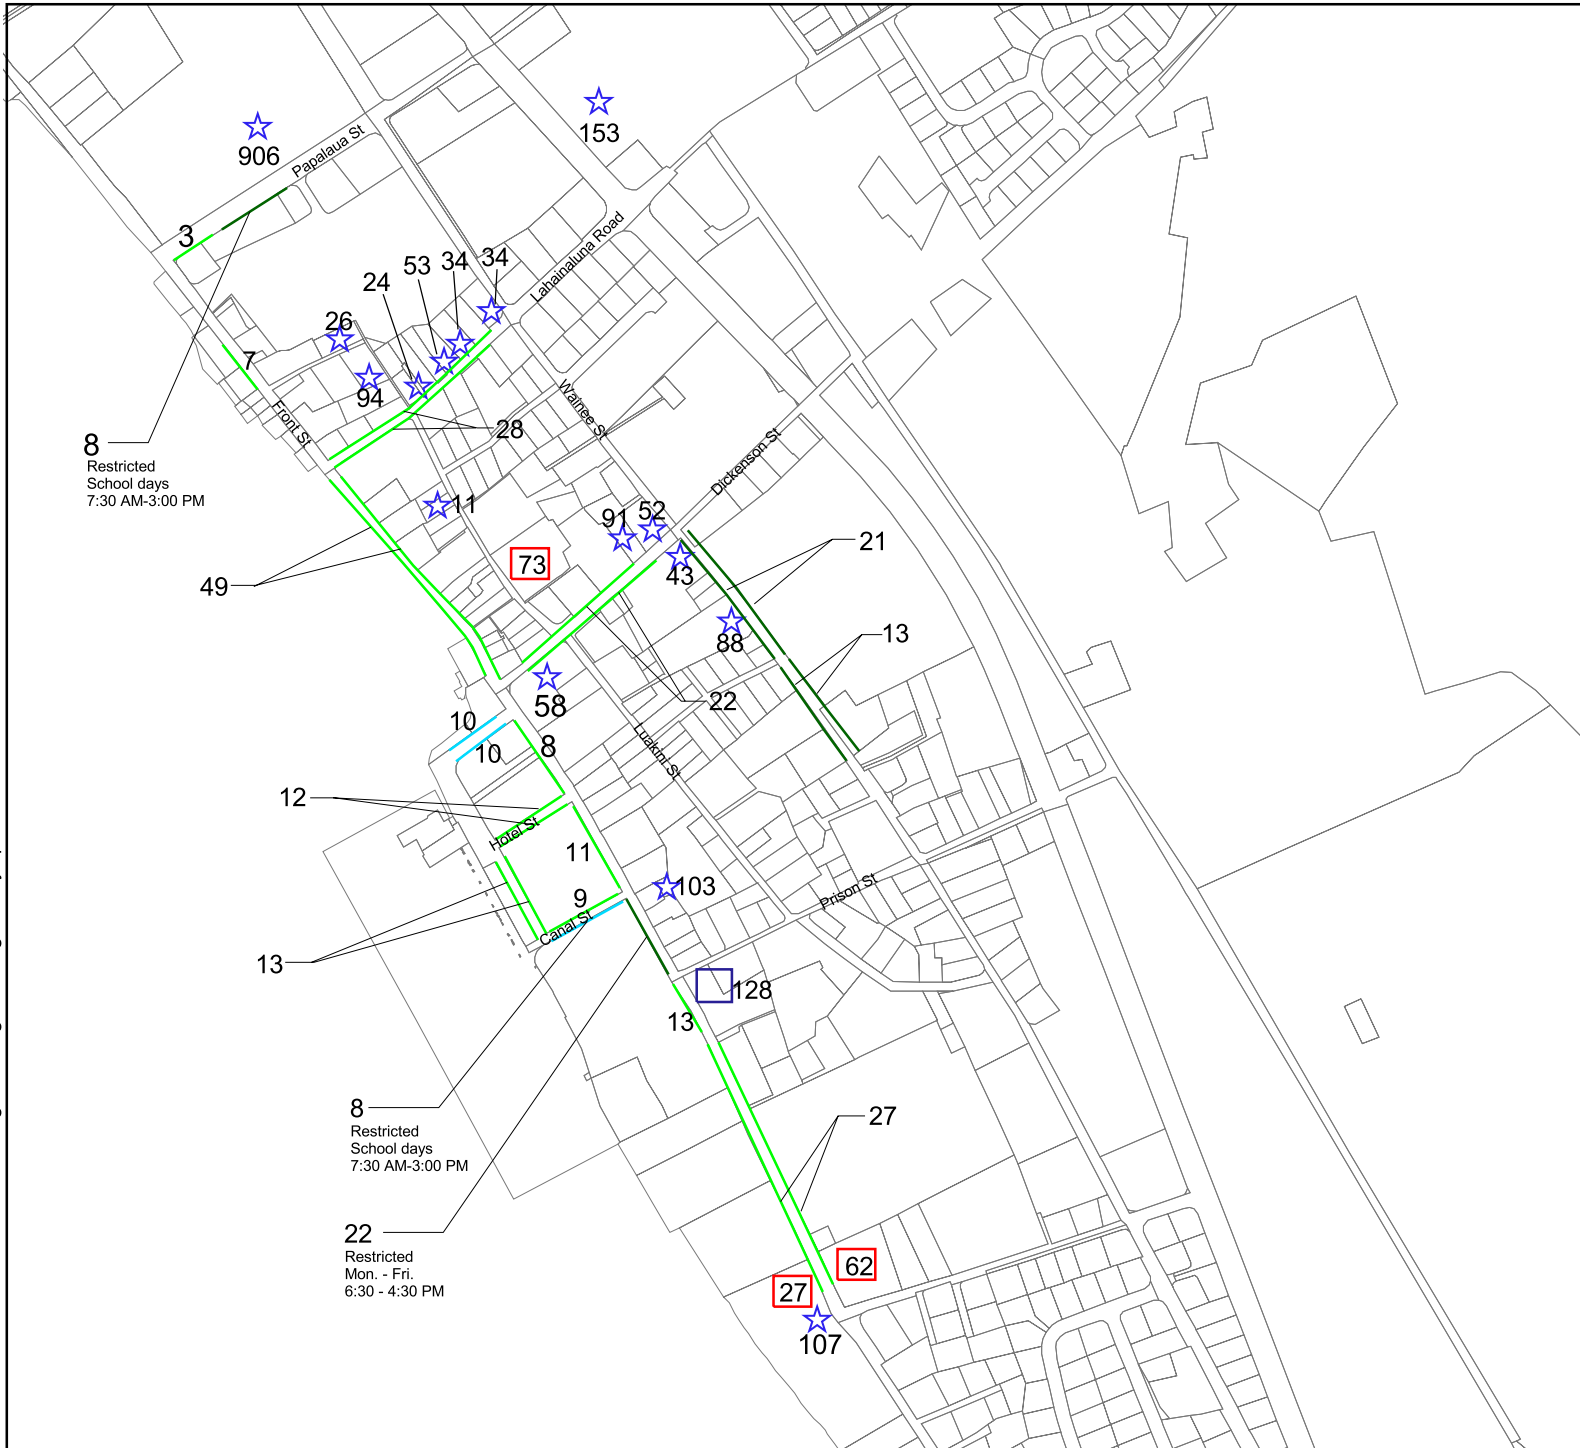 153
906
Papalaua St
3
Lahainaluna Road
34
34
53
24
26
7
94
Front St
Wainee St
28
8
Restricted
School days
7:30 AM-3:00 PM
Dickenson St
11
91
52
73
43
21
49
88
13
58
22
10
10
8
Luakini St
12
Hotel St
11
103
Prison St
9
Canal St
13
128
13
8
Restricted
School days
7:30 AM-3:00 PM
27
22
Restricted
Mon. - Fri.
6:30 - 4:30 PM
62
27
107